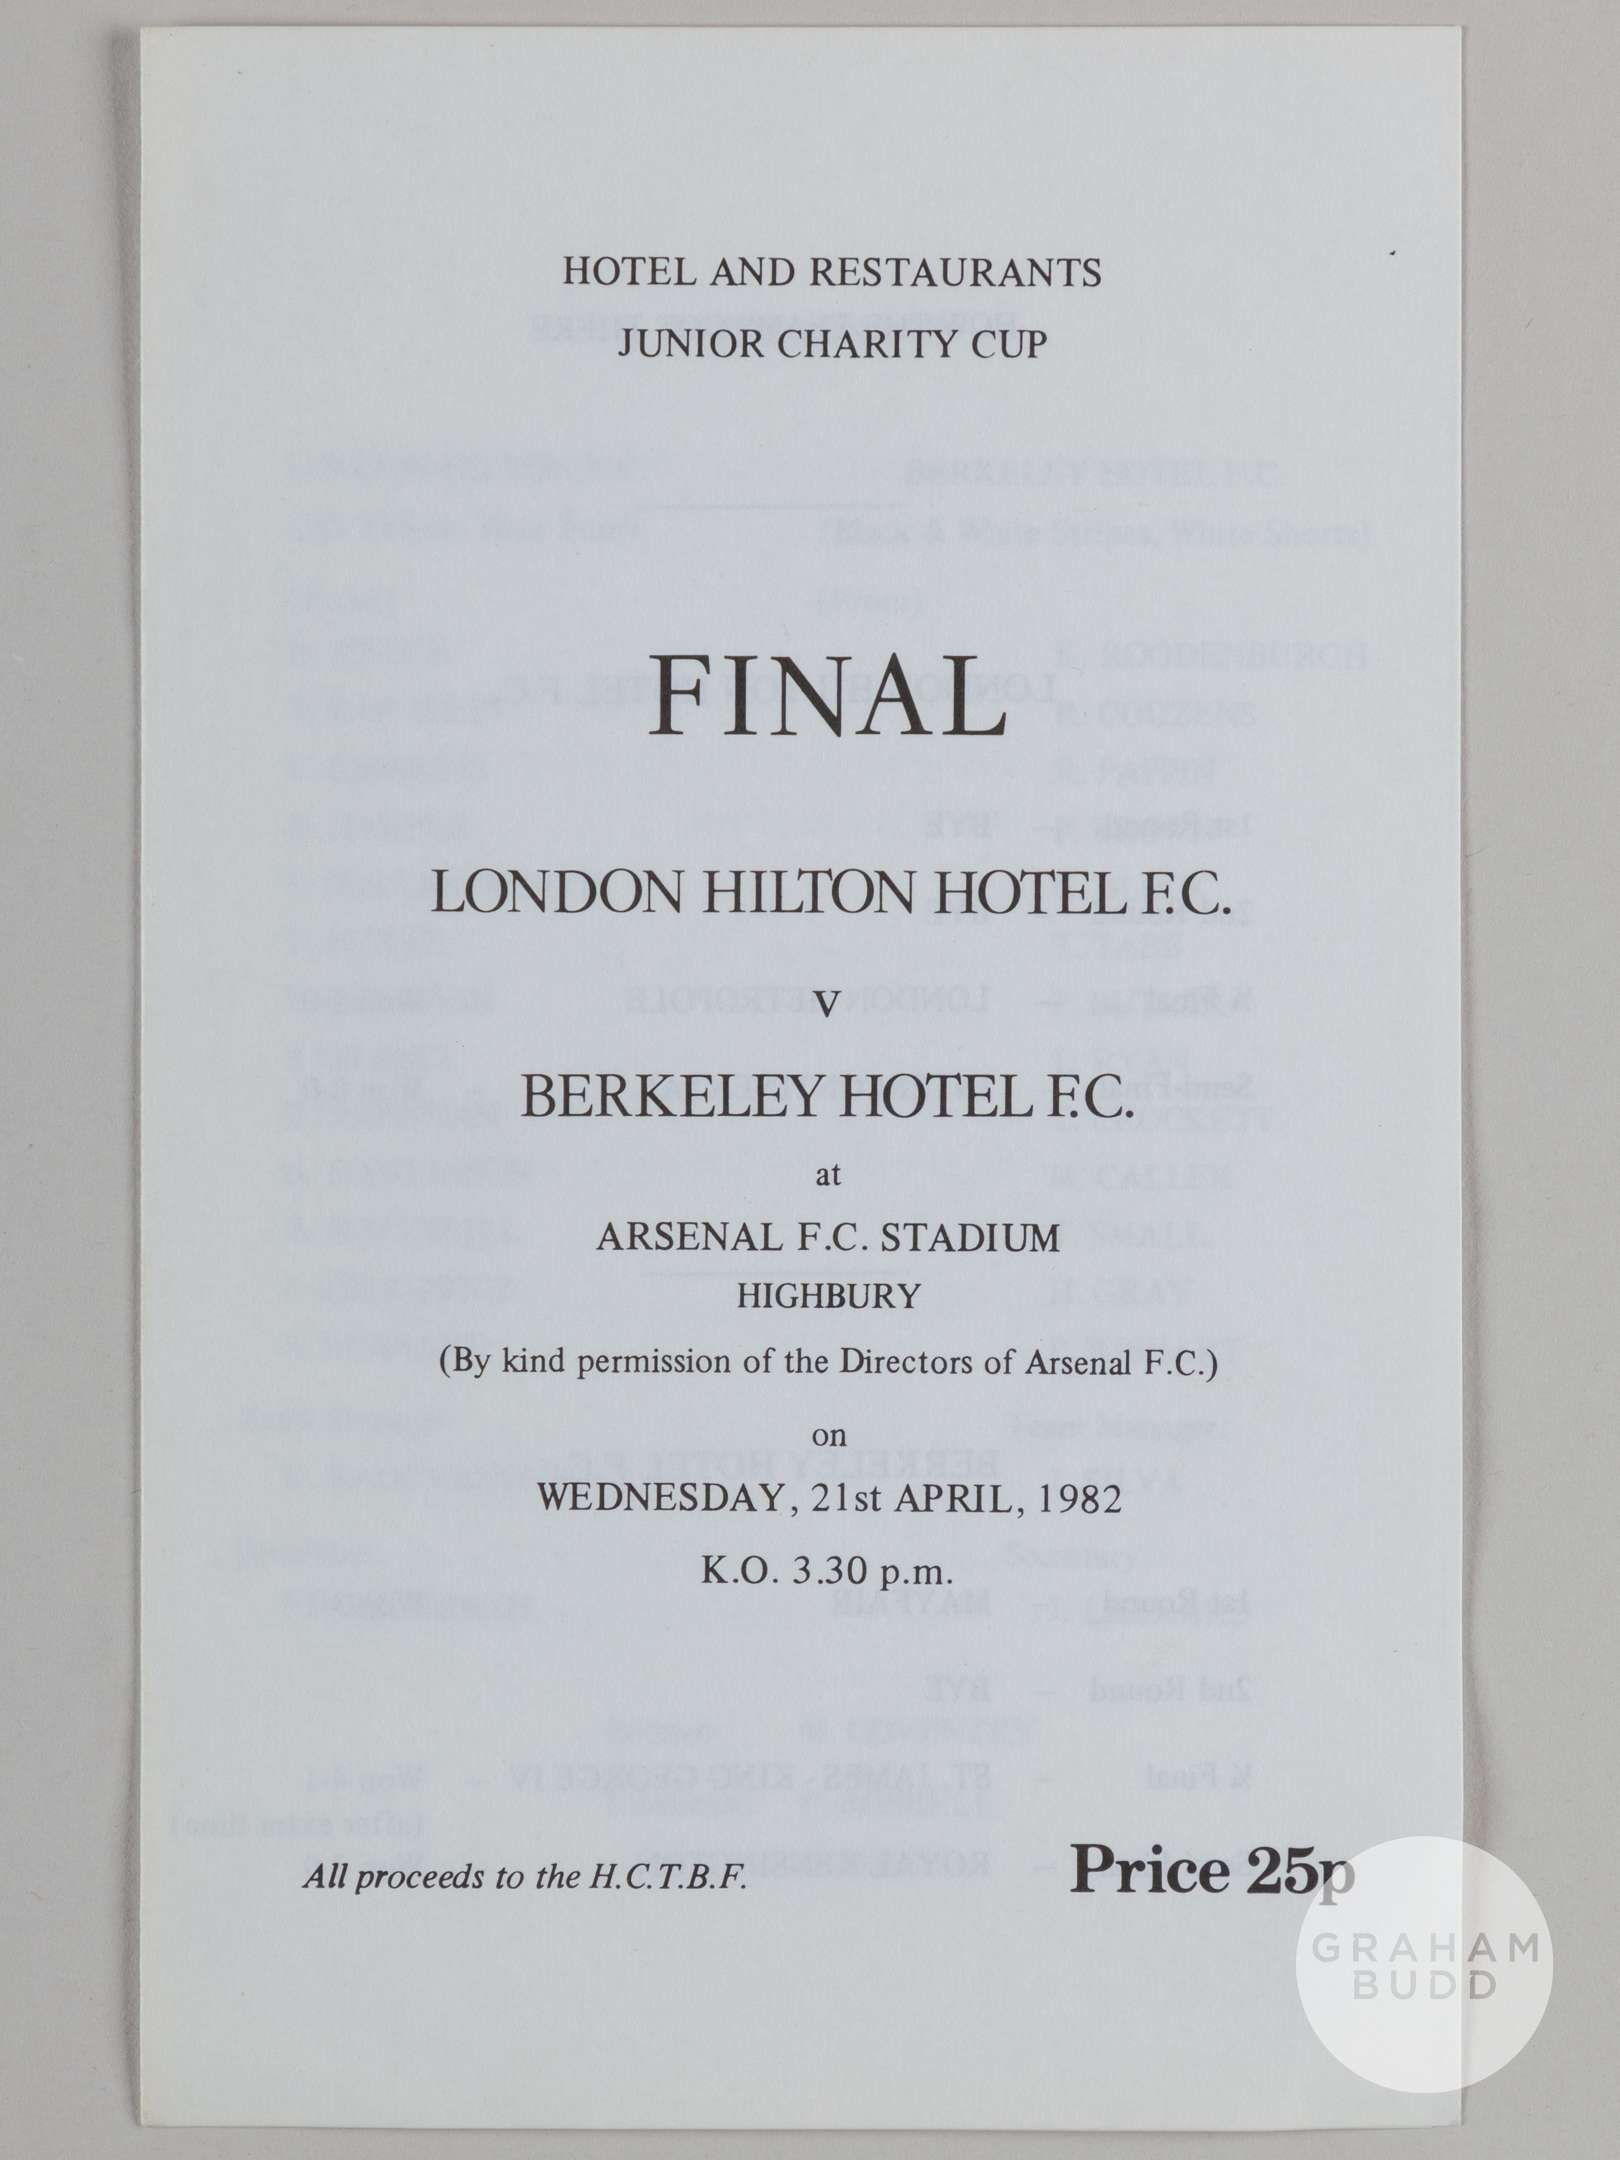 HOTEL AND RESTAURANTS
JUNIOR CHARITY CUP
FINAL
LONDON HILTON HOTEL F.C.
v
BERKELEY HOTEL F.C.
at
ARSENAL F.C. STADIUM
HIGHBURY
(By kind permission of the Directors of Arsenal F.C.)
on
WEDNESDAY, 21st APRIL, 1982
K.O. 3.30 p.m.
All proceeds to the H.C.T.B.F.
Price 25p
GRAHAM
BUDD